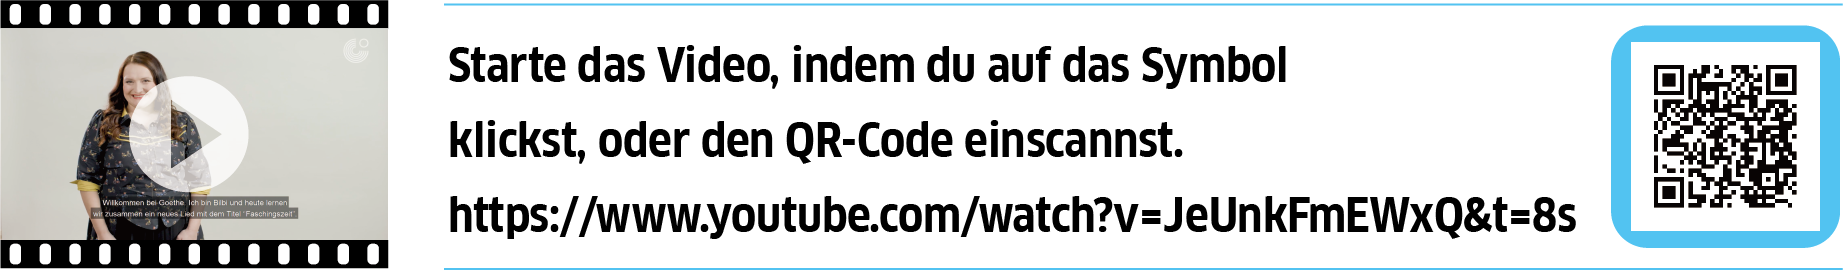 Willkommen bei Goethe. Ich bin Bibi und heute lernen
wir zusammen ein neues Lied mit dem Titel "Faschingszeit"
Starte das Video, indem du auf das Symbol
klickst, oder den QR-Code einscannst.
https://www.youtube.com/watch?v=JeUnkFmEWxQ&t=8s